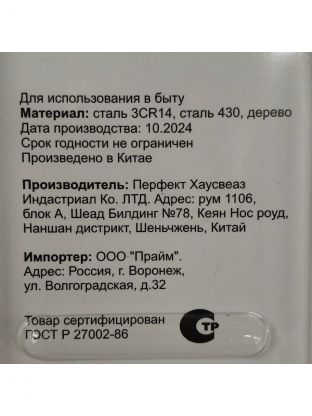 Для использования в быту
Материал: сталь 3CR14, сталь 430, дерево
Дата производства: 10.2024
Срок годности не ограничен
Произведено в Китае
Производитель: Перфект Хаусвеаз
Индастриал Ко. ЛТД. Адрес: рум 1106,
блок А, Шеад Билдинг №78, Кеян Нос роуд,
Наншан дистрикт, Шеньчжень, Китай
Импортер: ООО "Прайм".
Адрес: Россия, г. Воронеж,
ул. Волгоградская, д.32
Товар сертифицирован
ГОСТ Р 27002-86
СТР